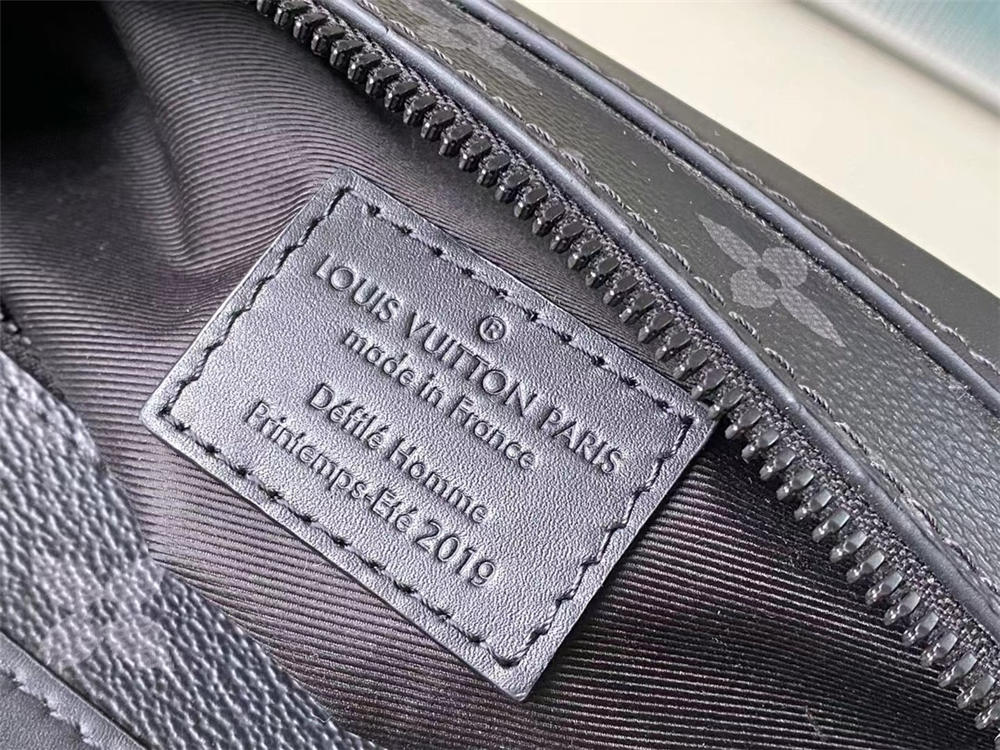 ®
LOUIS VUITTON PARIS
made in France
Défilé Homme
Printemps-Eté 2019